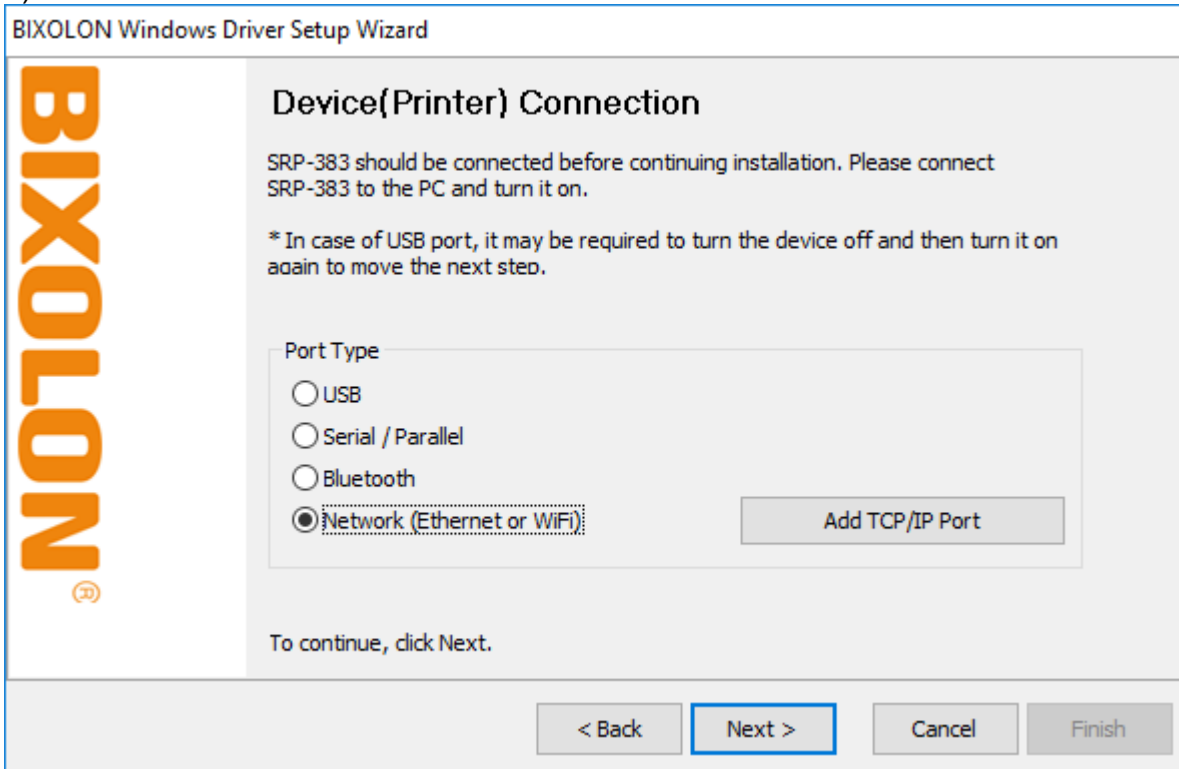 BIXOLON Windows Driver Setup Wizard
BIXOLON®
Device(Printer) Connection
SRP-383 should be connected before continuing installation. Please connect
SRP-383 to the PC and turn it on.
* In case of USB port, it may be required to turn the device off and then turn it on
again to move the next step.
Port Type
USB
Serial / Parallel
Bluetooth
Network (Ethernet or WiFi)
Add TCP/IP Port
To continue, click Next.
< Back
Next >
Cancel
Finish